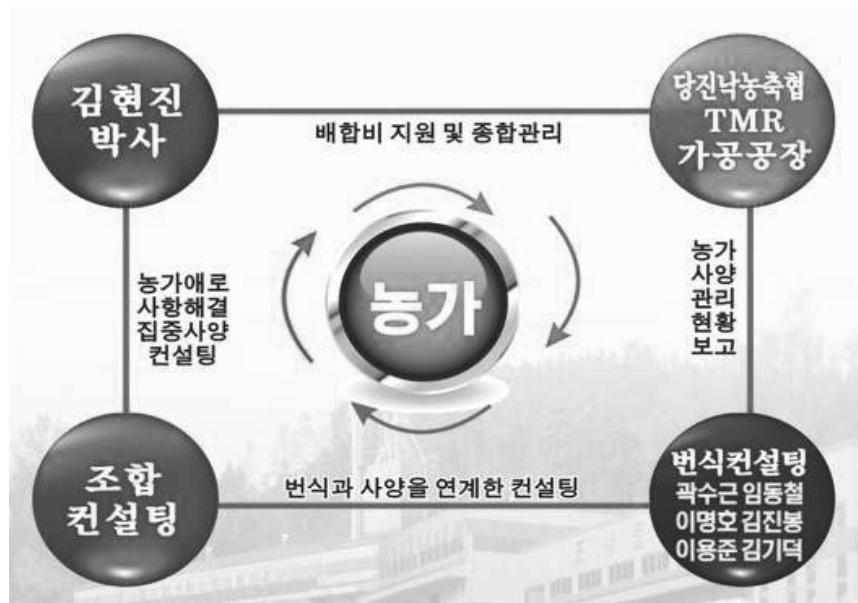 김현진
박사
배합비 지원 및 종합관리
당진낙농축협
TMR
가공공장
농가애로
사항해결
집중사양
컨설팅
농가
농가
사양
관리
현황
보고
조합
컨설팅
번식과 사양을 연계한 컨설팅
번식컨설팅
곽수근 임동철
이명호 김진봉
이용준 김기덕